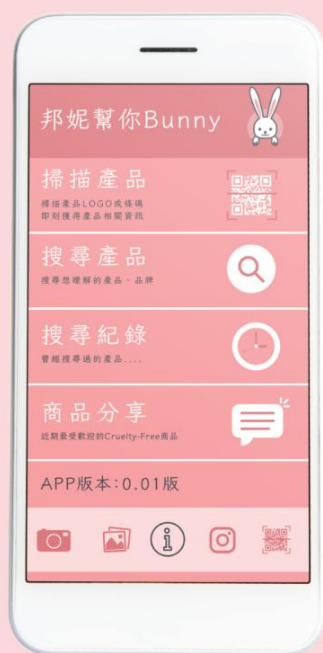 邦妮幫你Bunny
掃描產品
掃描產品LOGO或條碼
即刻獲得產品相關資訊
搜尋產品
搜尋想瞭解的產品、品牌
搜尋紀錄
曾經搜尋過的產品....
商品分享
近期最受歡迎的Cruelty-Free商品
APP版本:0.01版